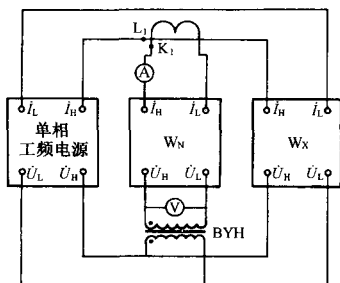 L₁
K₁
A
İ_L İ_H İ_H İ_L İ_H İ_L
单相
工频电源
W_N
W_X
U̇_L U̇_H U̇_H U̇_L U̇_H U̇_L
V
BYH